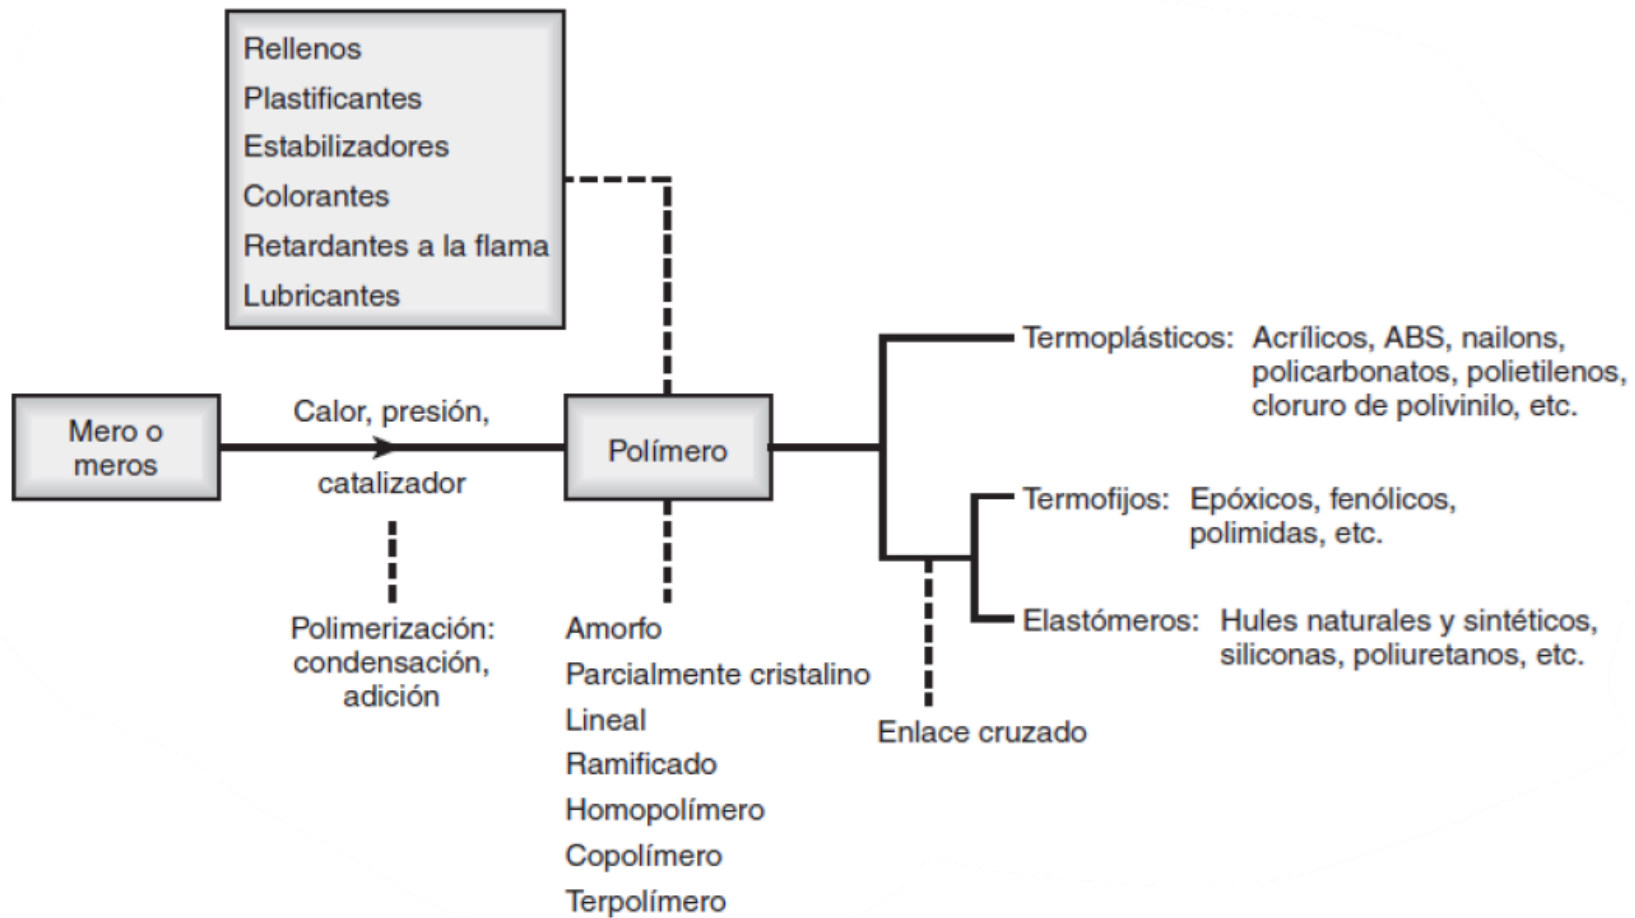 Rellenos
Plastificantes
Estabilizadores
Colorantes
Retardantes a la flama
Lubricantes
Mero o
meros
Calor, presión,
catalizador
Polimerización:
condensación,
adición
Polímero
Amorfo
Parcialmente cristalino
Lineal
Ramificado
Homopolímero
Copolímero
Terpolímero
Termoplásticos: Acrílicos, ABS, nailons,
policarbonatos, polietilenos,
cloruro de polivinilo, etc.
Termofijos: Epóxicos, fenólicos,
polimidas, etc.
Elastómeros: Hules naturales y sintéticos,
siliconas, poliuretanos, etc.
Enlace cruzado